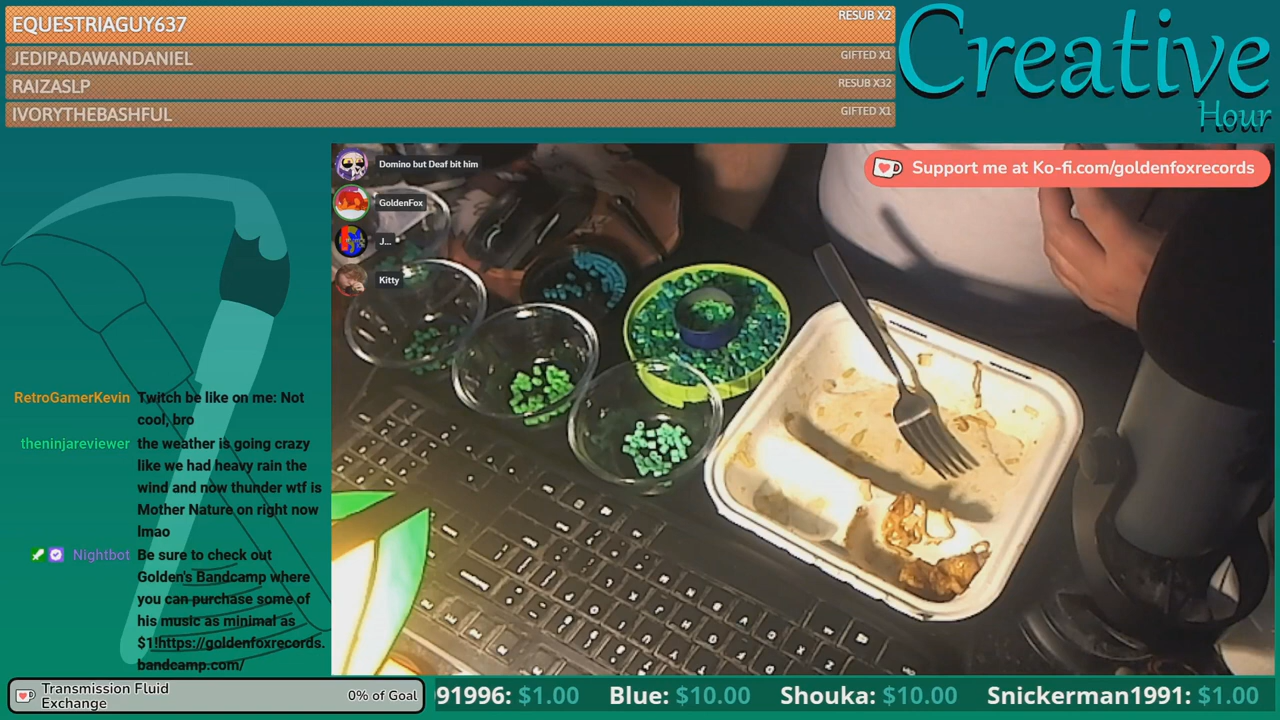 EQUESTRIAGUY637
RESUB X2
JEDIPADAWANDANIEL
GIFTED X1
RAIZASLP
RESUB X32
IVORYTHEBASHFUL
GIFTED X1
Creative
Hour
Domino but Deaf bit him
GoldenFox
J...
Kitty
Support me at Ko-fi.com/goldenfoxrecords
RetroGamerKevin Twitch be like on me: Not
cool, bro
theninjareviewer the weather is going crazy
like we had heavy rain the
wind and now thunder wtf is
Mother Nature on right now
lmao
Nightbot Be sure to check out
Golden's Bandcamp where
you can purchase some of
his music as minimal as
$1!https://goldenfoxrecords.
bandcamp.com/
Transmission Fluid
Exchange
0% of Goal
91996: $1.00 Blue: $10.00 Shouka: $10.00 Snickerman1991: $1.00